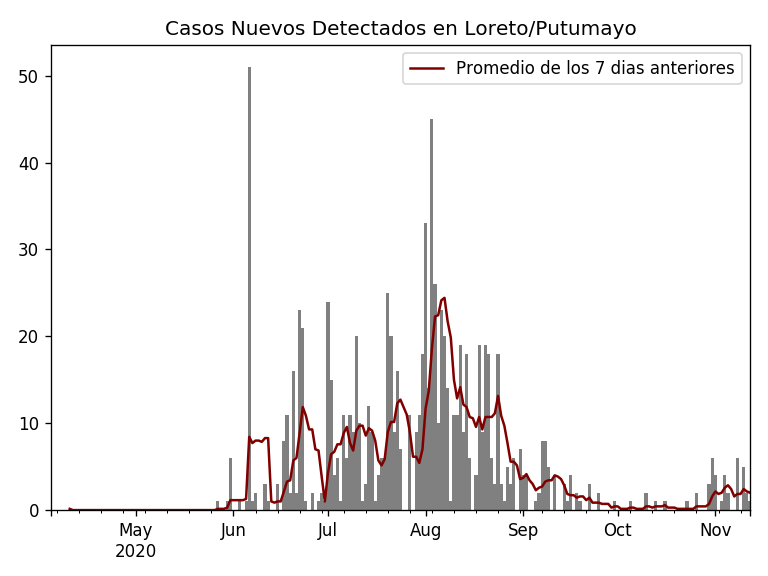 Casos Nuevos Detectados en Loreto/Putumayo
Promedio de los 7 dias anteriores
50
40
30
20
10
0
May Jun Jul Aug Sep Oct Nov
2020